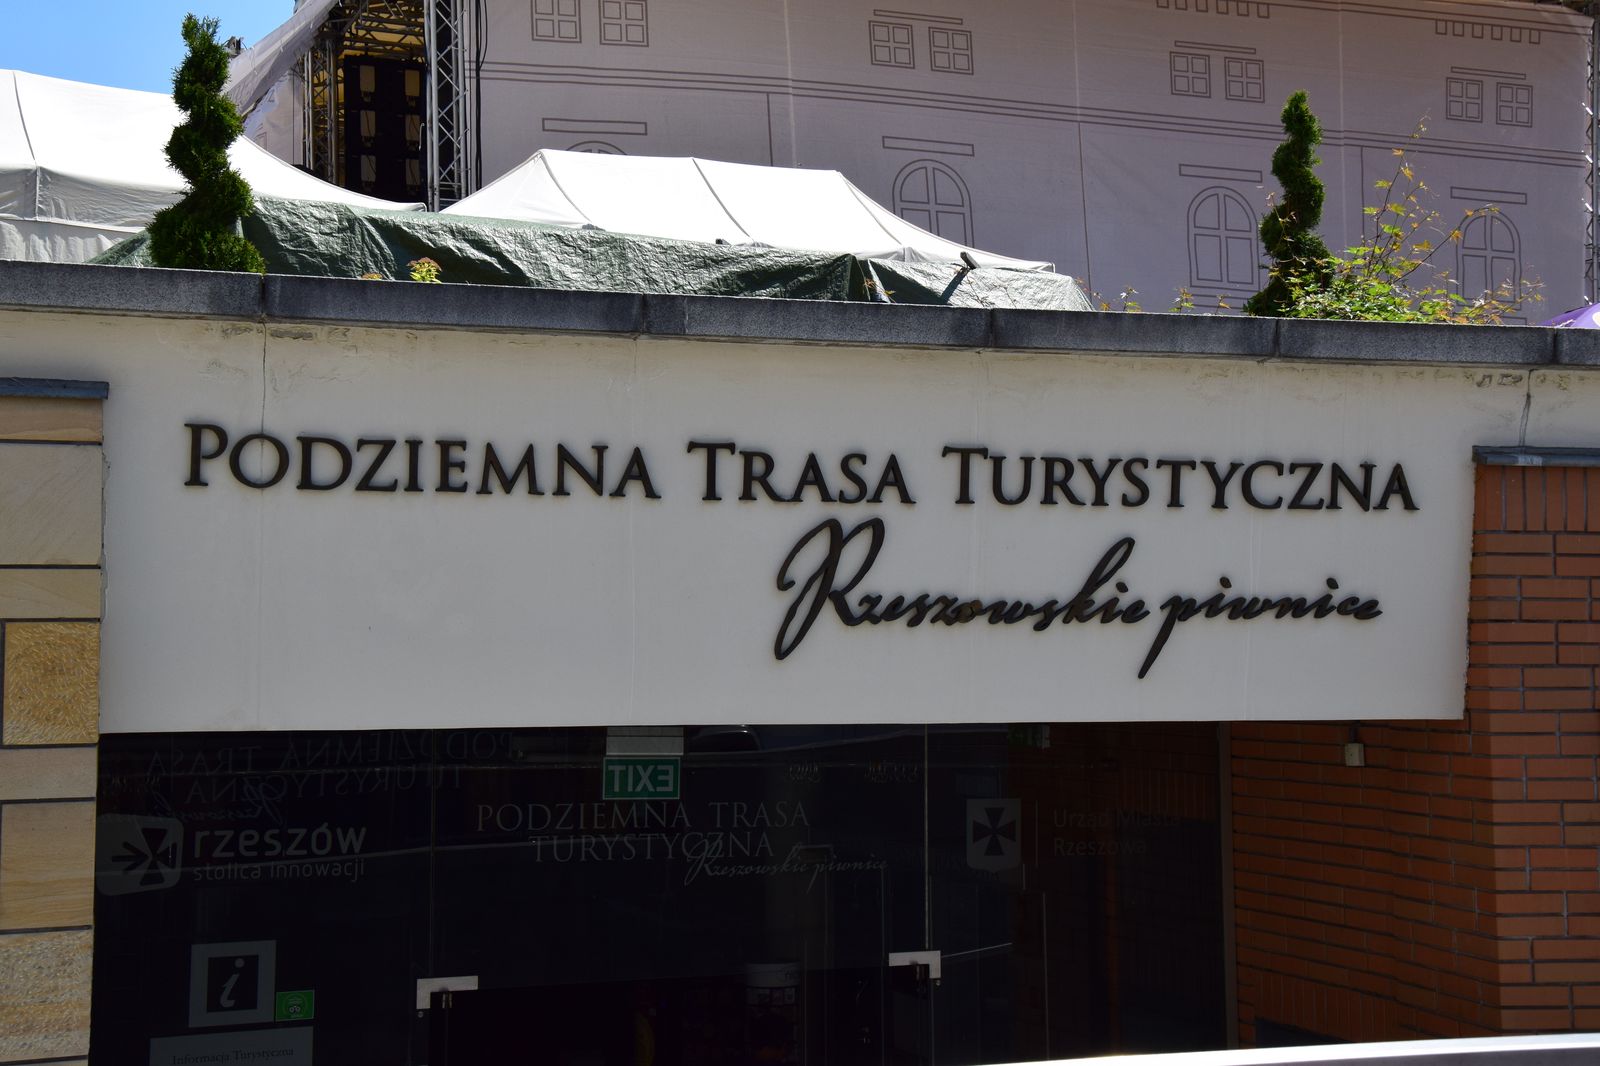 PODZIEMNA TRASA TURYSTYCZNA
Rzeszowskie piwnice
EXIT
rzeszów
stolica innowacji
PODZIEMNA TRASA
TURYSTYCZNA
Rzeszowskie piwnice
Urząd Miasta
Rzeszowa
i
Informacja Turystyczna